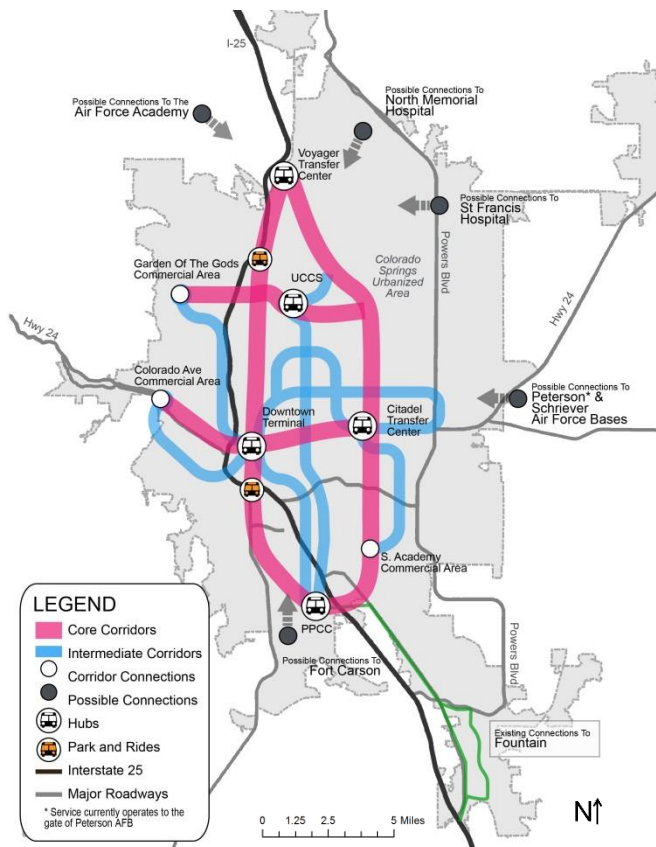 I-25
Possible Connections To The
Air Force Academy
Possible Connections To
North Memorial
Hospital
Voyager
Transfer
Center
Possible Connections To
St Francis
Hospital
Garden Of The Gods
Commercial Area
UCCS
Colorado
Springs
Urbanized
Area
Powers Blvd
Hwy 24
Hwy 24
Colorado Ave
Commercial Area
Possible Connections To
Peterson* &
Schriever
Air Force Bases
Downtown
Terminal
Citadel
Transfer
Center
S. Academy
Commercial Area
PPCC
Possible Connections To
Fort Carson
Powers Blvd
Existing Connections To
Fountain
LEGEND
Core Corridors
Intermediate Corridors
Corridor Connections
Possible Connections
Hubs
Park and Rides
Interstate 25
Major Roadways
* Service currently operates to the
gate of Peterson AFB
0 1.25 2.5 5 Miles
N↑